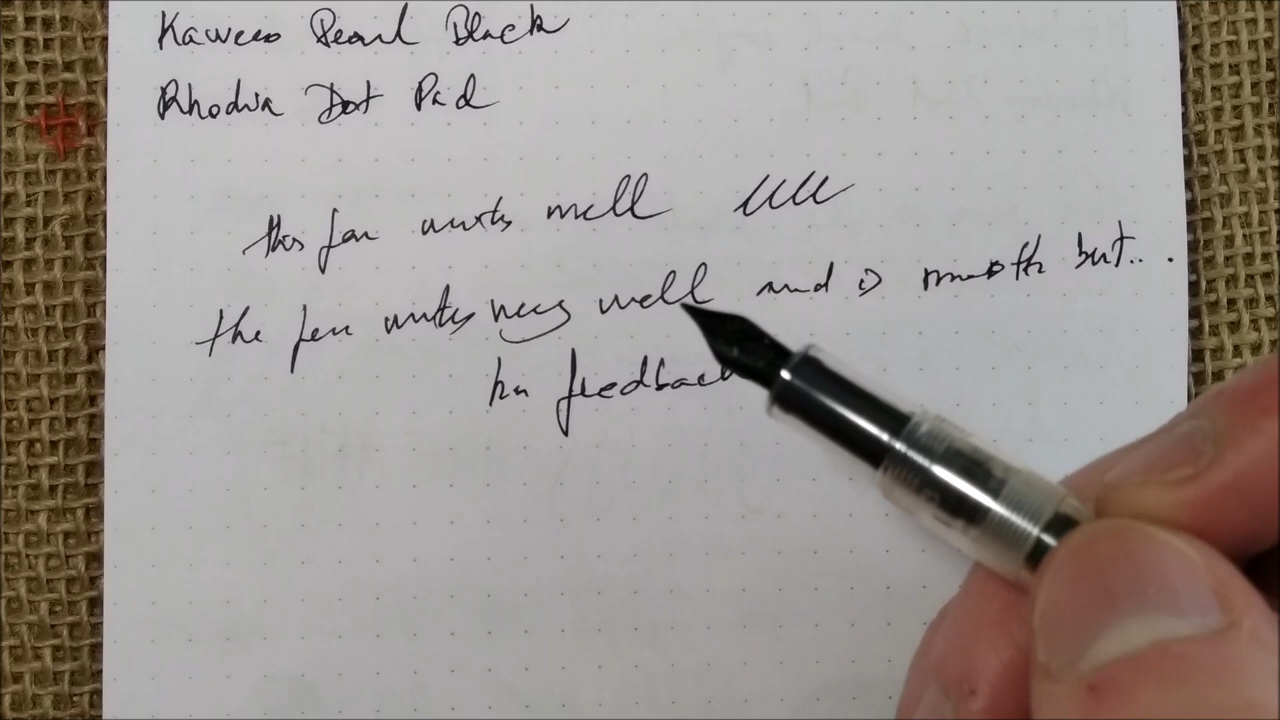 Kaweco Pearl Black
Rhodia Dot Pad
this pen writes well
the pen writes very well and is smooth but...
has feedback